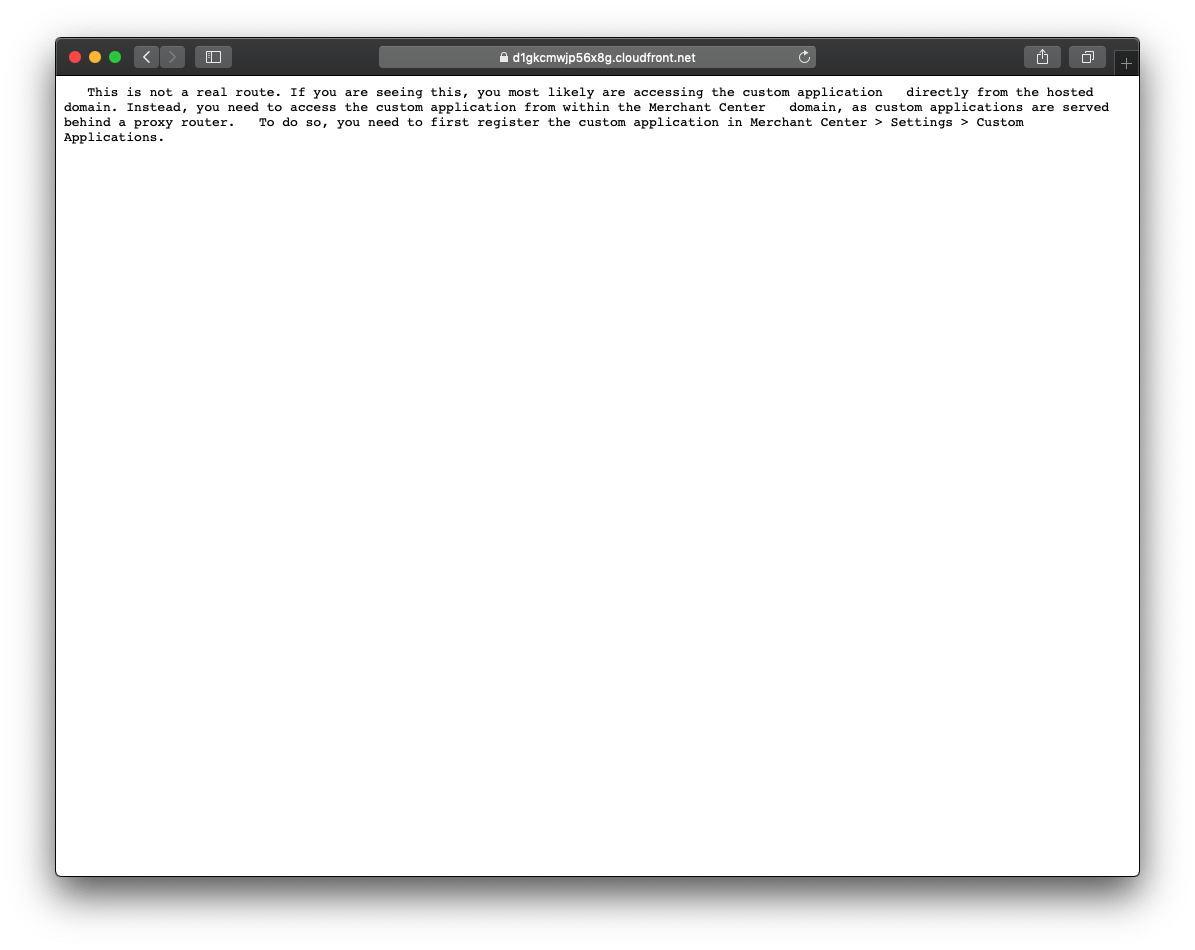 d1gkcmwjp56x8g.cloudfront.net
This is not a real route. If you are seeing this, you most likely are accessing the custom application   directly from the hosted
domain. Instead, you need to access the custom application from within the Merchant Center   domain, as custom applications are served
behind a proxy router.   To do so, you need to first register the custom application in Merchant Center > Settings > Custom
Applications.